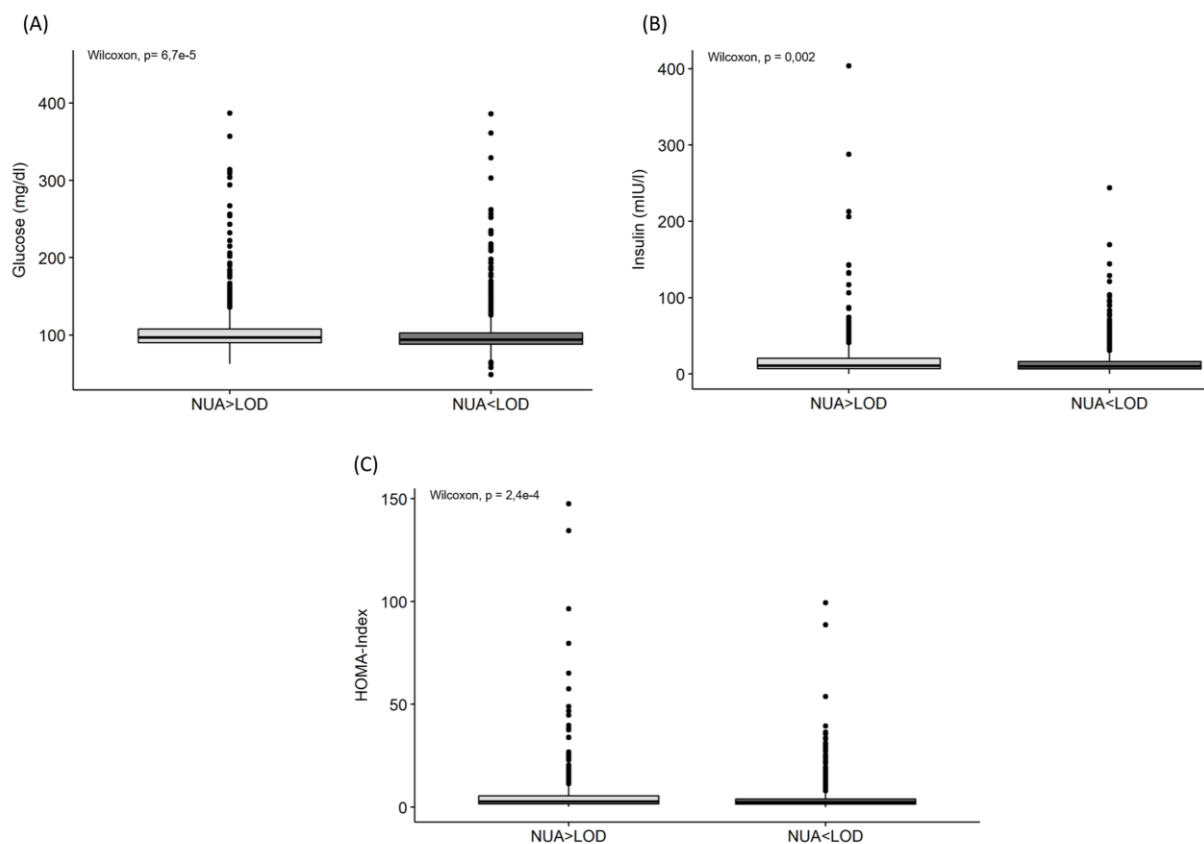 (A)
Wilcoxon, p= 6,7e-5
400
300
200
100
Glucose (mg/dl)
NUA>LOD NUA<LOD
(B)
Wilcoxon, p = 0,002
400
300
200
100
0
Insulin (mIU/l)
NUA>LOD NUA<LOD
(C)
Wilcoxon, p = 2,4e-4
150
100
50
0
HOMA-Index
NUA>LOD NUA<LOD